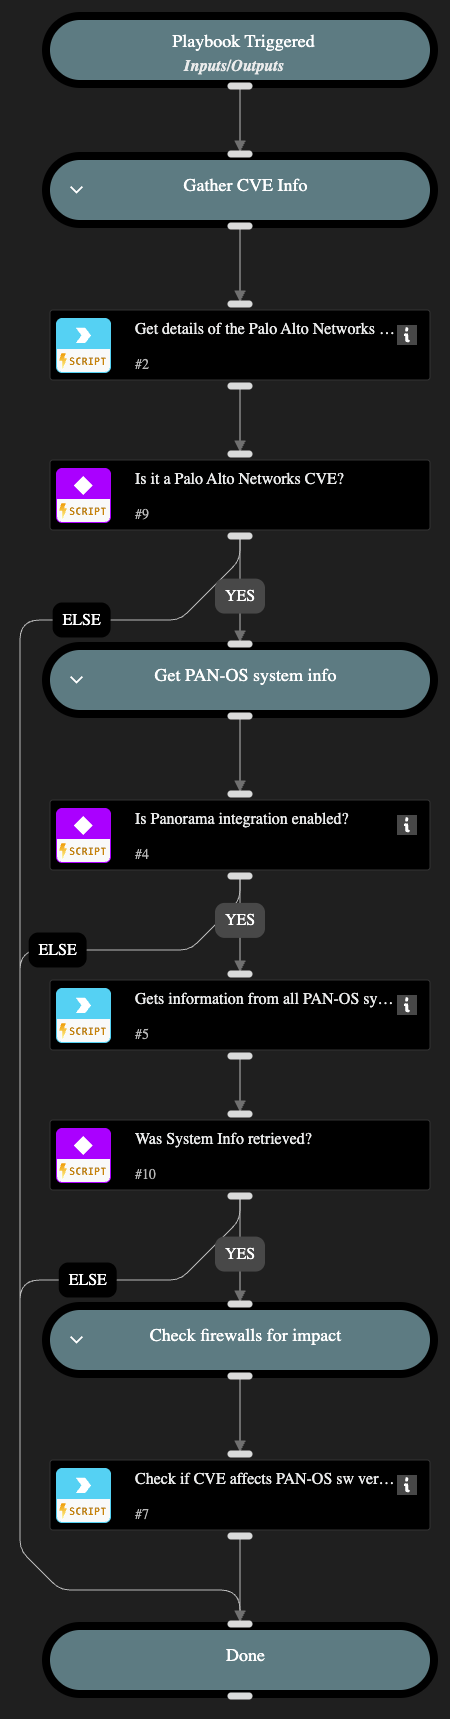 Playbook Triggered
Inputs/Outputs
Gather CVE Info
Get details of the Palo Alto Networks ...
SCRIPT
#2
Is it a Palo Alto Networks CVE?
SCRIPT
#9
YES
ELSE
Get PAN-OS system info
Is Panorama integration enabled?
SCRIPT
#4
YES
ELSE
Gets information from all PAN-OS sy...
SCRIPT
#5
Was System Info retrieved?
SCRIPT
#10
YES
ELSE
Check firewalls for impact
Check if CVE affects PAN-OS sw ver...
SCRIPT
#7
Done